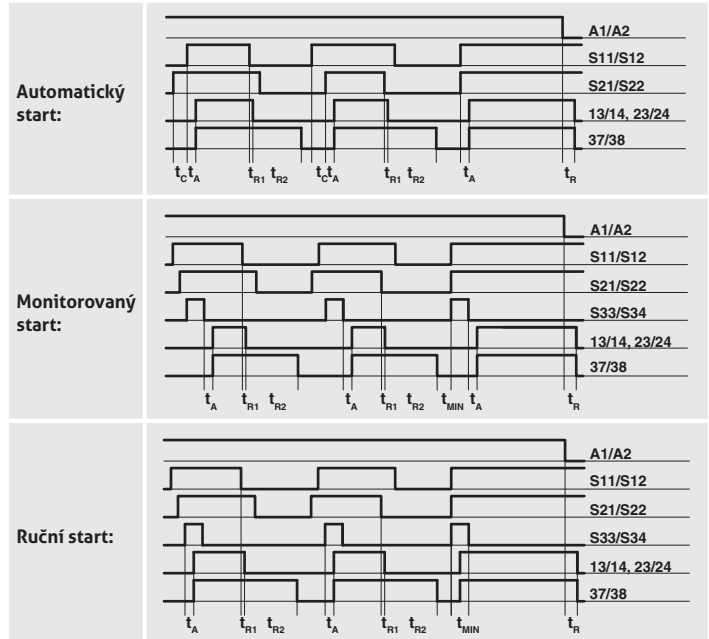 Automatický
start:
A1/A2
S11/S12
S21/S22
13/14, 23/24
37/38
tC tA tR1 tR2 tC tA tR1 tR2 tA tR
Monitorovaný
start:
A1/A2
S11/S12
S21/S22
S33/S34
13/14, 23/24
37/38
tA tR1 tR2 tA tR1 tR2 tMIN tA tR
Ruční start:
A1/A2
S11/S12
S21/S22
S33/S34
13/14, 23/24
37/38
tA tR1 tR2 tA tR1 tR2 tMIN tR